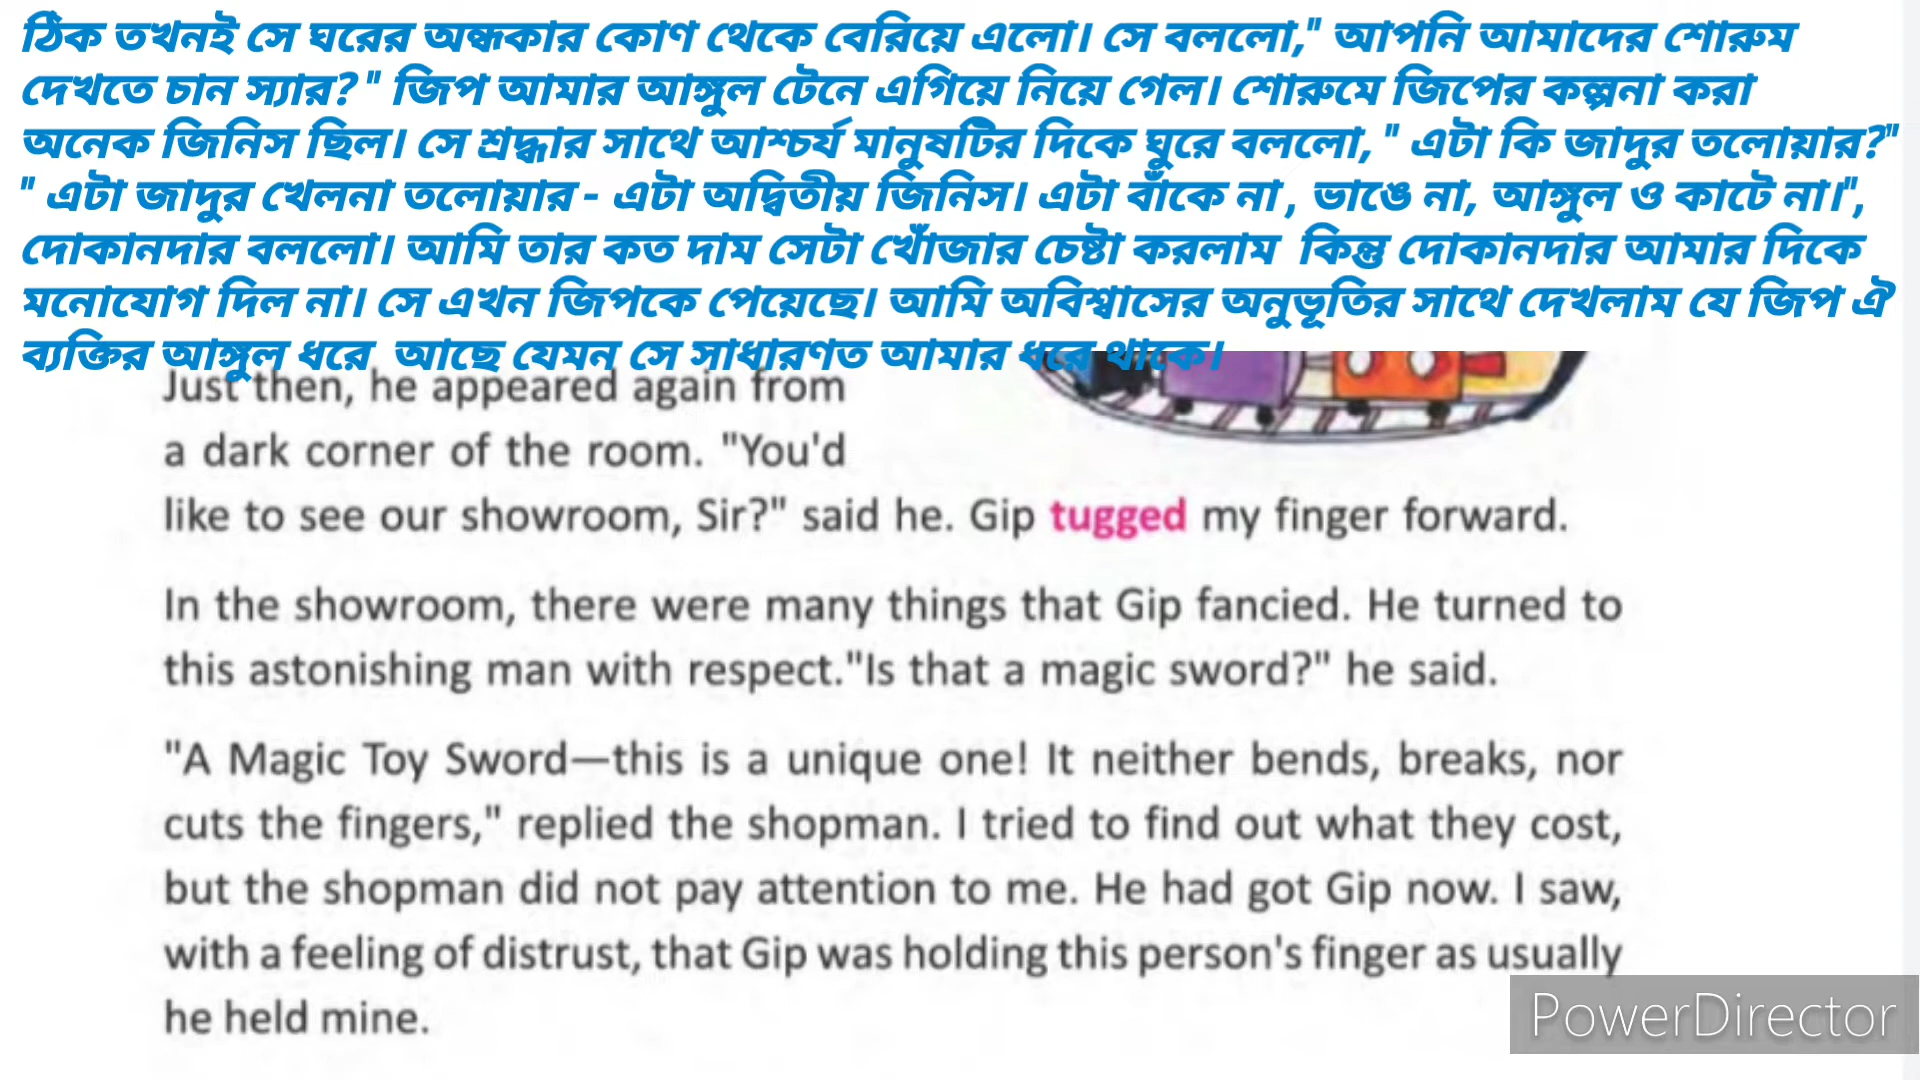 ঠিক তখনই সে ঘরের অন্ধকার কোণ থেকে বেরিয়ে এলো। সে বললো," আপনি আমাদের শোরুম
দেখতে চান স্যার? " জিপ আমার আঙ্গুল টেনে এগিয়ে নিয়ে গেল। শোরুমে জিপের কল্পনা করা
অনেক জিনিস ছিল। সে শ্রদ্ধার সাথে আশ্চর্য মানুষটির দিকে ঘুরে বললো, " এটা কি জাদুর তলোয়ার?"
" এটা জাদুর খেলনা তলোয়ার - এটা অদ্বিতীয় জিনিস। এটা বাঁকে না , ভাঙে না, আঙ্গুল ও কাটে না।",
দোকানদার বললো। আমি তার কত দাম সেটা খোঁজার চেষ্টা করলাম কিন্তু দোকানদার আমার দিকে
মনোযোগ দিল না। সে এখন জিপকে পেয়েছে। আমি অবিশ্বাসের অনুভূতির সাথে দেখলাম যে জিপ ঐ
ব্যক্তির আঙ্গুল ধরে আছে যেমন সে সাধারণত আমার ধরে থাকে।
Just then, he appeared again from
a dark corner of the room. "You'd
like to see our showroom, Sir?" said he. Gip tugged my finger forward.
In the showroom, there were many things that Gip fancied. He turned to
this astonishing man with respect."Is that a magic sword?" he said.
"A Magic Toy Sword—this is a unique one! It neither bends, breaks, nor
cuts the fingers," replied the shopman. I tried to find out what they cost,
but the shopman did not pay attention to me. He had got Gip now. I saw,
with a feeling of distrust, that Gip was holding this person's finger as usually
he held mine.
PowerDirector